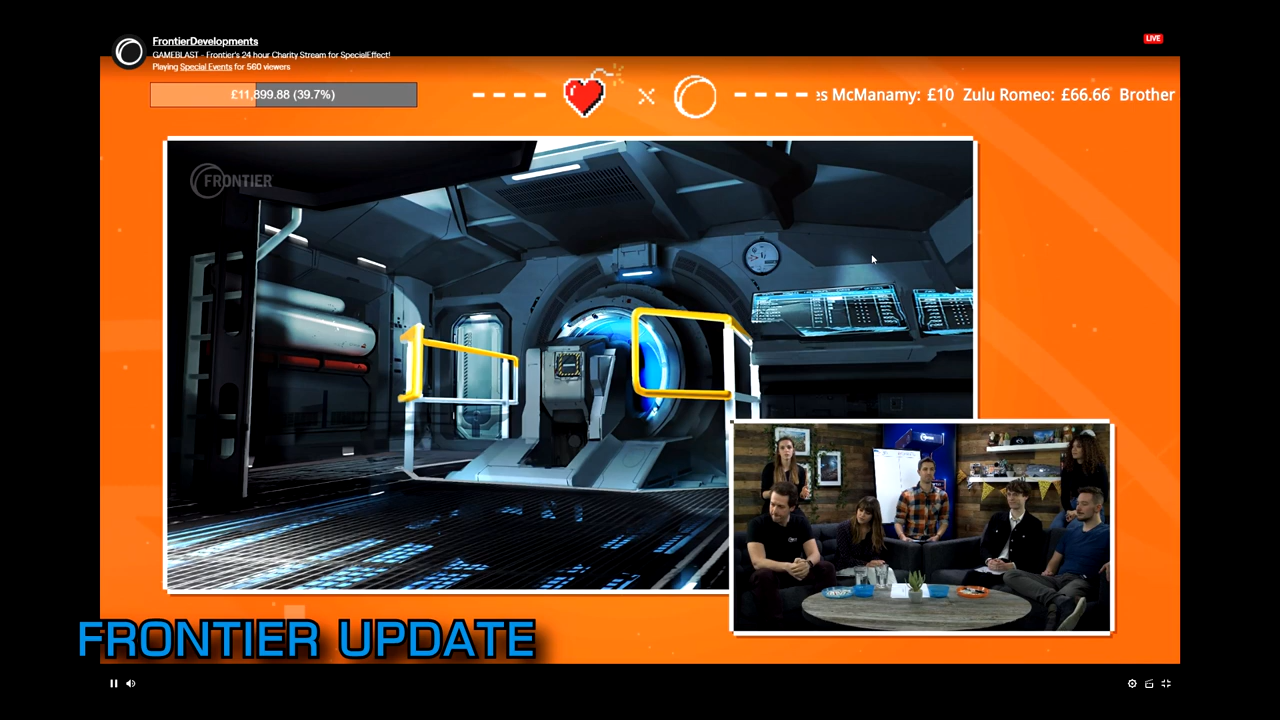 FrontierDevelopments
LIVE
GAMEBLAST - Frontier's 24 hour Charity Stream for SpecialEffect!
Playing Special Events for 560 viewers
£11,899.88 (39.7%)
es McManamy: £10 Zulu Romeo: £66.66 Brother
FRONTIER
FRONTIER UPDATE